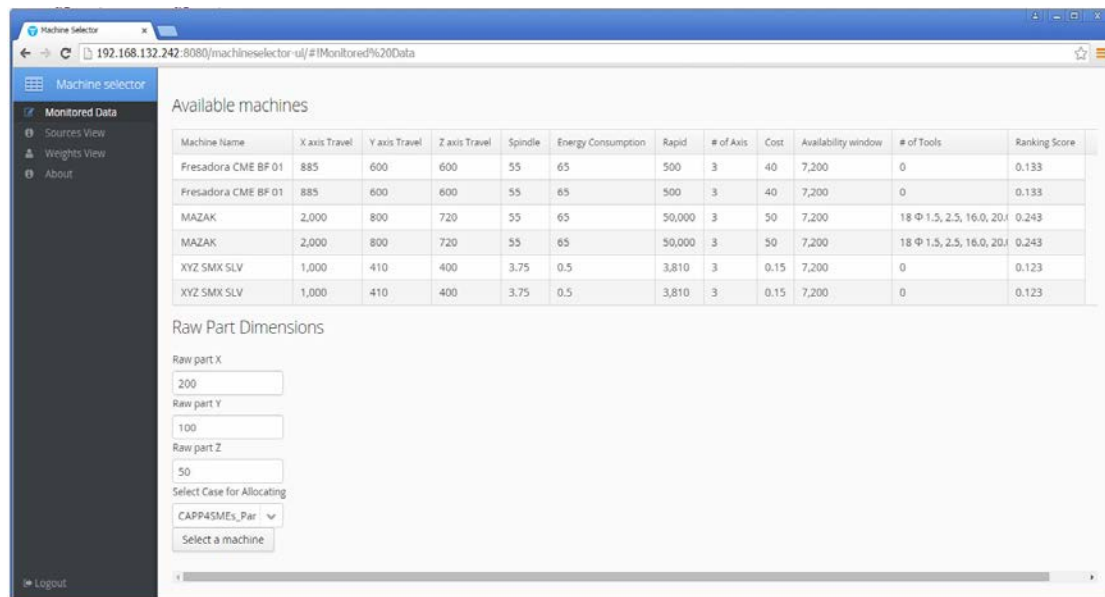 Machine Selector
192.168.132.242:8080/machineselector-ui/#!Monitored%20Data
Machine selector
Monitored Data
Sources View
Weights View
About
Logout
Available machines
Machine Name X axis Travel Y axis Travel Z axis Travel Spindle Energy Consumption Rapid # of Axis Cost Availability window # of Tools Ranking Score
Fresadora CME BF 01 885 600 600 55 65 500 3 40 7,200 0 0.133
Fresadora CME BF 01 885 600 600 55 65 500 3 40 7,200 0 0.133
MAZAK 2,000 800 720 55 65 50,000 3 50 7,200 18 Φ 1.5, 2.5, 16.0, 20.0 0.243
MAZAK 2,000 800 720 55 65 50,000 3 50 7,200 18 Φ 1.5, 2.5, 16.0, 20.0 0.243
XYZ SMX SLV 1,000 410 400 3.75 0.5 3,810 3 0.15 7,200 0 0.123
XYZ SMX SLV 1,000 410 400 3.75 0.5 3,810 3 0.15 7,200 0 0.123
Raw Part Dimensions
Raw part X
200
Raw part Y
100
Raw part Z
50
Select Case for Allocating
CAPP4SMEs_Par
Select a machine